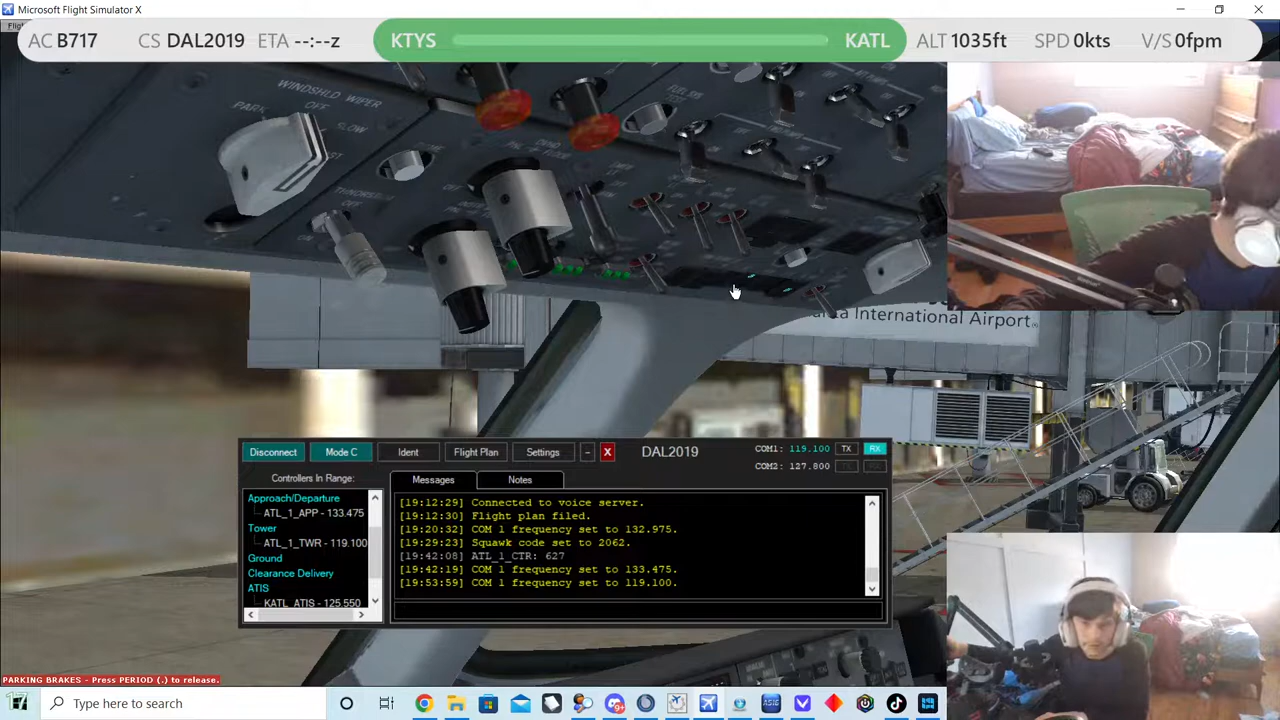 Microsoft Flight Simulator X
AC B717 CS DAL2019 ETA --:--z KTYS KATL ALT 1035ft SPD 0kts V/S 0fpm
WINDSHLD WIPER
PARK
OFF
SLOW
OFF
International Airport
Disconnect Mode C Ident Flight Plan Settings - X DAL2019 COM1: 119.100 TX RX
COM2: 127.800 TX RX
Controllers In Range:
Approach/Departure
ATL_1_APP - 133.475
Tower
ATL_1_TWR - 119.100
Ground
Clearance Delivery
ATIS
KATL_ATIS - 125.550
Messages Notes
[19:12:29] Connected to voice server.
[19:12:30] Flight plan filed.
[19:20:32] COM 1 frequency set to 132.975.
[19:29:23] Squawk code set to 2062.
[19:42:08] ATL_1_CTR: 627
[19:42:19] COM 1 frequency set to 133.475.
[19:53:59] COM 1 frequency set to 119.100.
PARKING BRAKES - Press PERIOD (.) to release.
Type here to search